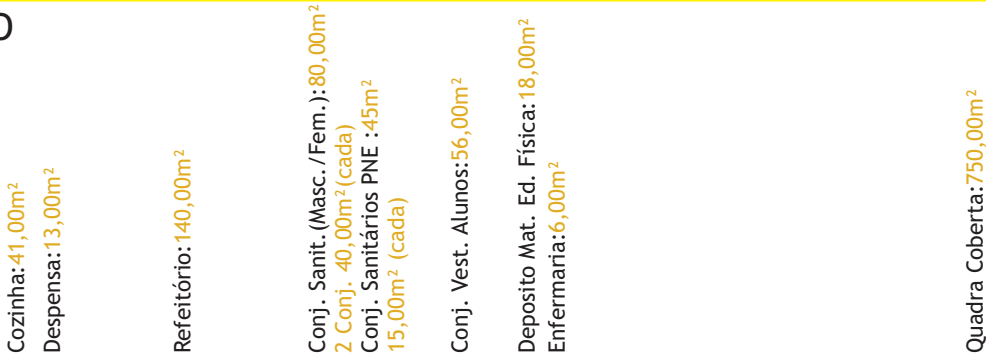 Cozinha:41,00m²
Despensa:13,00m²
Refeitório:140,00m²
Conj. Sanit.(Masc./Fem.):80,00m²
2 Conj. 40,00m²(cada)
Conj. Sanitários PNE :45m²
15,00m² (cada)
Conj. Vest. Alunos:56,00m²
Deposito Mat. Ed. Física:18,00m²
Enfermaria:6,00m²
Quadra Coberta:750,00m²